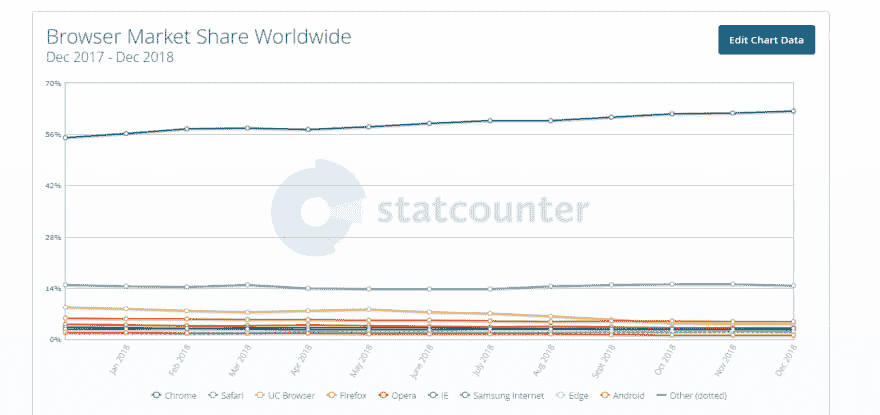 Browser Market Share Worldwide
Dec 2017 - Dec 2018
Edit Chart Data
70%
56%
42%
statcounter
28%
14%
0%
Jan 2018
Feb 2018
Mar 2018
Apr 2018
May 2018
June 2018
July 2018
Aug 2018
Sept 2018
Oct 2018
Nov 2018
Dec 2018
Chrome Safari UC Browser Firefox Opera IE Samsung Internet Edge Android Other (dotted)